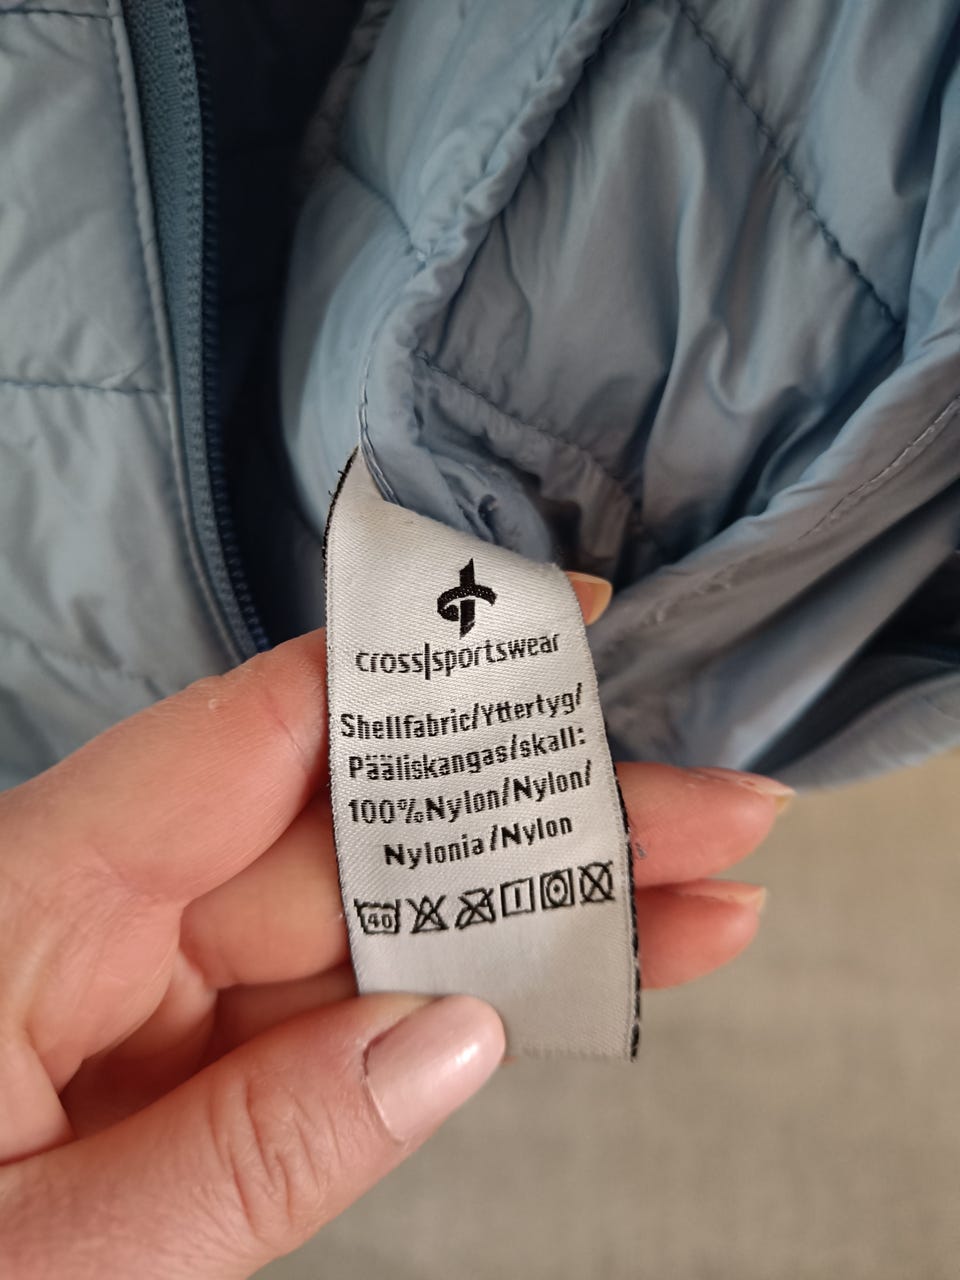 cross|sportswear
Shellfabric/Yttertyg/
Pääliskangas/skall:
100%Nylon/Nylon/
Nylonia/Nylon
40